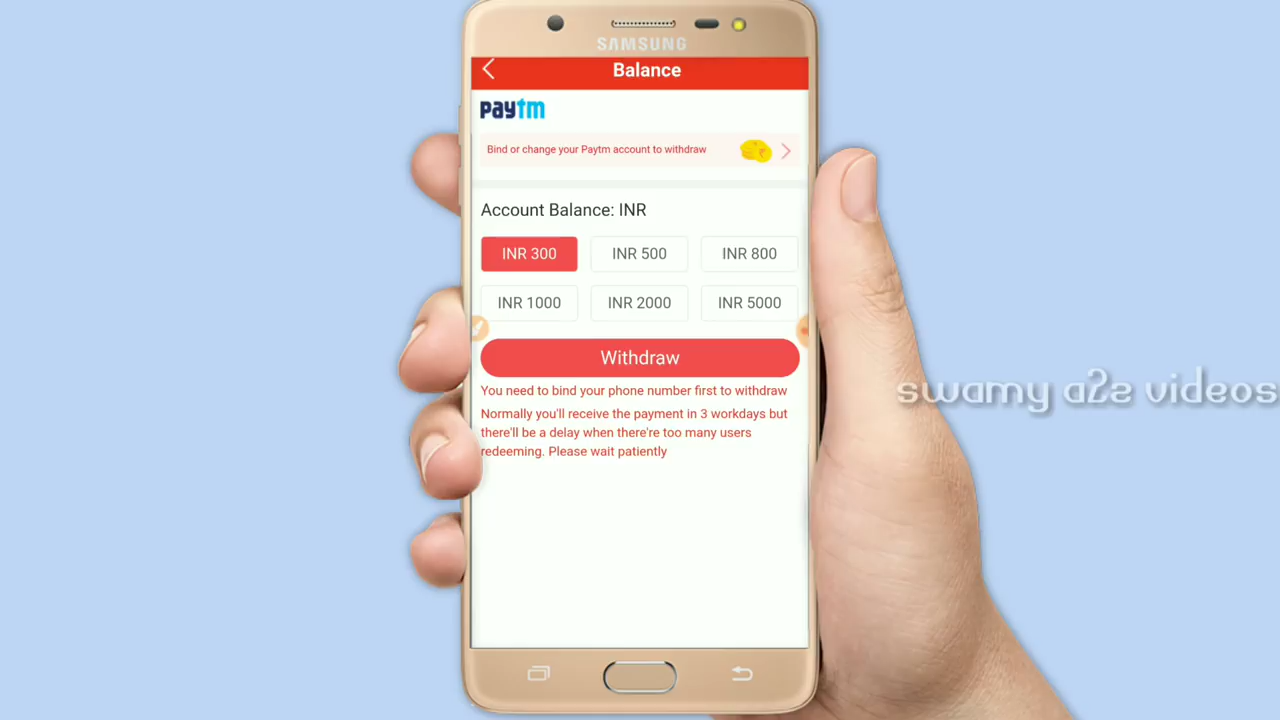 SAMSUNG
Balance
paytm
Bind or change your Paytm account to withdraw
Account Balance: INR
INR 300
INR 500
INR 800
INR 1000
INR 2000
INR 5000
Withdraw
You need to bind your phone number first to withdraw
Normally you'll receive the payment in 3 workdays but
there'll be a delay when there're too many users
redeeming. Please wait patiently
swamy a2z videos